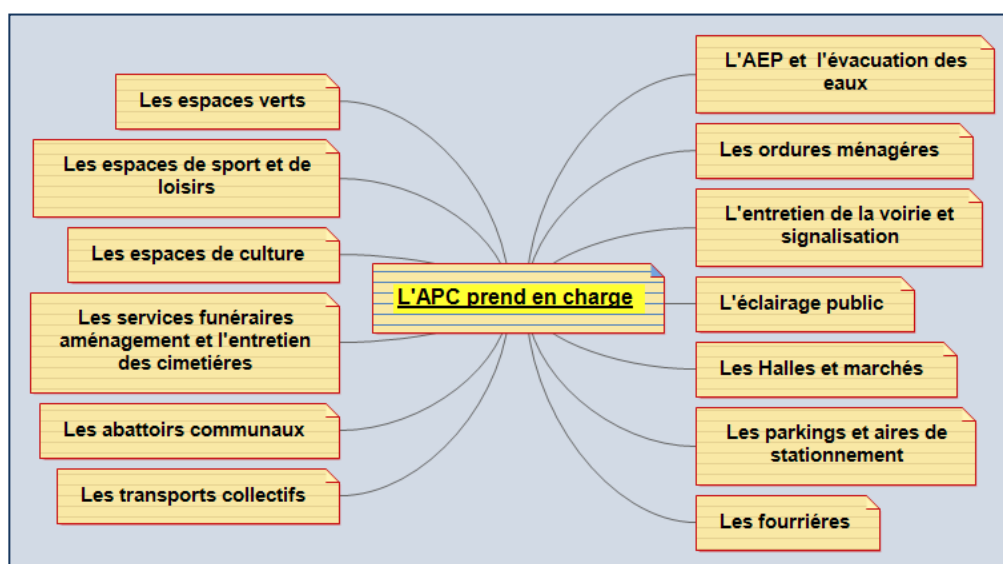 Les espaces verts
Les espaces de sport et de
loisirs
Les espaces de culture
Les services funéraires
aménagement et l'entretien
des cimetiéres
Les abattoirs communaux
Les transports collectifs
L'APC prend en charge
L'AEP et l'évacuation des
eaux
Les ordures ménagéres
L'entretien de la voirie et
signalisation
L'éclairage public
Les Halles et marchés
Les parkings et aires de
stationnement
Les fourriéres